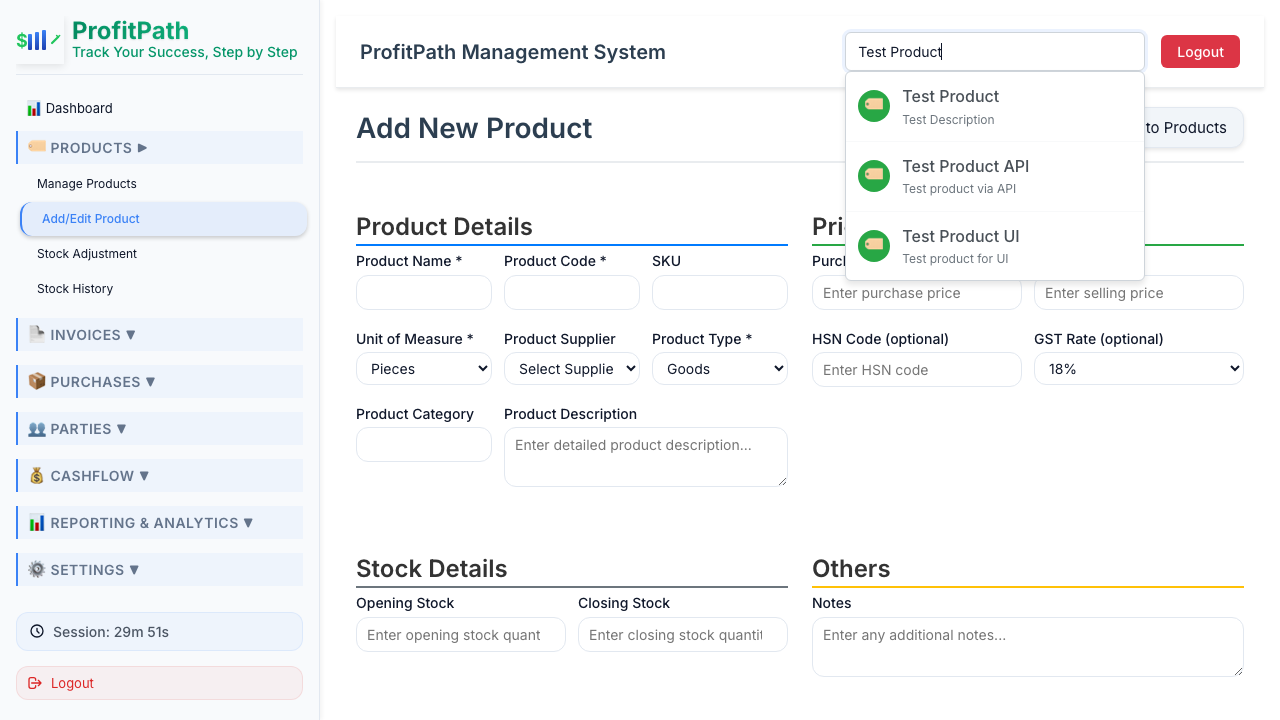 ProfitPath
Track Your Success, Step by Step
Dashboard
PRODUCTS ▶
Manage Products
Add/Edit Product
Stock Adjustment
Stock History
INVOICES ▼
PURCHASES ▼
PARTIES ▼
CASHFLOW ▼
REPORTING & ANALYTICS ▼
SETTINGS ▼
Session: 29m 51s
Logout
ProfitPath Management System
Test Product
Logout
Test Product
Test Description
Test Product API
Test product via API
Test Product UI
Test product for UI
Add New Product
to Products
Product Details
Product Name *
Product Code *
SKU
Unit of Measure *
Product Supplier
Product Type *
Pieces
Select Supplie
Goods
Product Category
Product Description
Enter detailed product description...
Enter purchase price
Enter selling price
HSN Code (optional)
GST Rate (optional)
Enter HSN code
18%
Stock Details
Opening Stock
Closing Stock
Enter opening stock quant
Enter closing stock quantit
Others
Notes
Enter any additional notes...